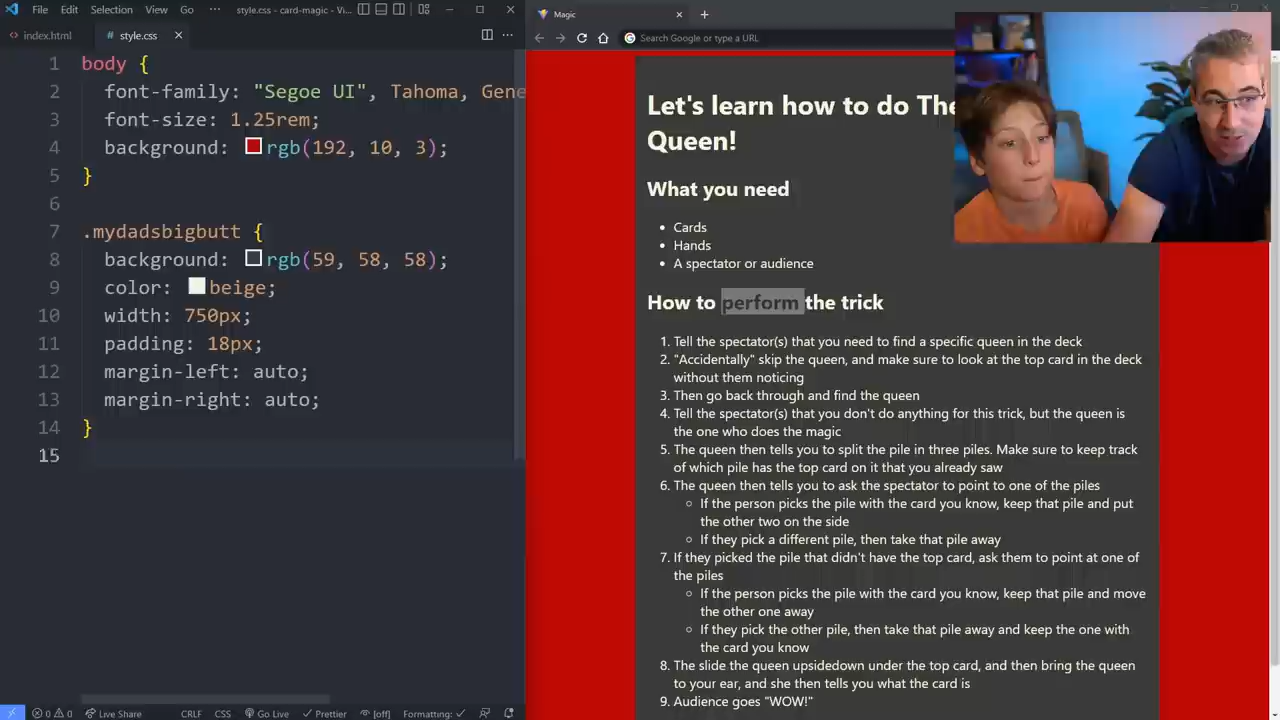 File Edit Selection View Go ··· style.css - card-magic - Vi...
index.html
style.css
1 body {
2 font-family: "Segoe UI", Tahoma, Gene
3 font-size: 1.25rem;
4 background: rgb(192, 10, 3);
5 }
6
7 .mydadsbigbutt {
8 background: rgb(59, 58, 58);
9 color: beige;
10 width: 750px;
11 padding: 18px;
12 margin-left: auto;
13 margin-right: auto;
14 }
15
0 0 Live Share CRLF CSS Go Live Prettier [off] Formatting: ✓
Magic
Search Google or type a URL
Let's learn how to do The
Queen!
What you need
• Cards
• Hands
• A spectator or audience
How to perform the trick
1. Tell the spectator(s) that you need to find a specific queen in the deck
2. "Accidentally" skip the queen, and make sure to look at the top card in the deck
without them noticing
3. Then go back through and find the queen
4. Tell the spectator(s) that you don't do anything for this trick, but the queen is
the one who does the magic
5. The queen then tells you to split the pile in three piles. Make sure to keep track
of which pile has the top card on it that you already saw
6. The queen then tells you to ask the spectator to point to one of the piles
○ If the person picks the pile with the card you know, keep that pile and put
the other two on the side
○ If they pick a different pile, then take that pile away
7. If they picked the pile that didn't have the top card, ask them to point at one of
the piles
○ If the person picks the pile with the card you know, keep that pile and move
the other one away
○ If they pick the other pile, then take that pile away and keep the one with
the card you know
8. The slide the queen upsidedown under the top card, and then bring the queen
to your ear, and she then tells you what the card is
9. Audience goes "WOW!"